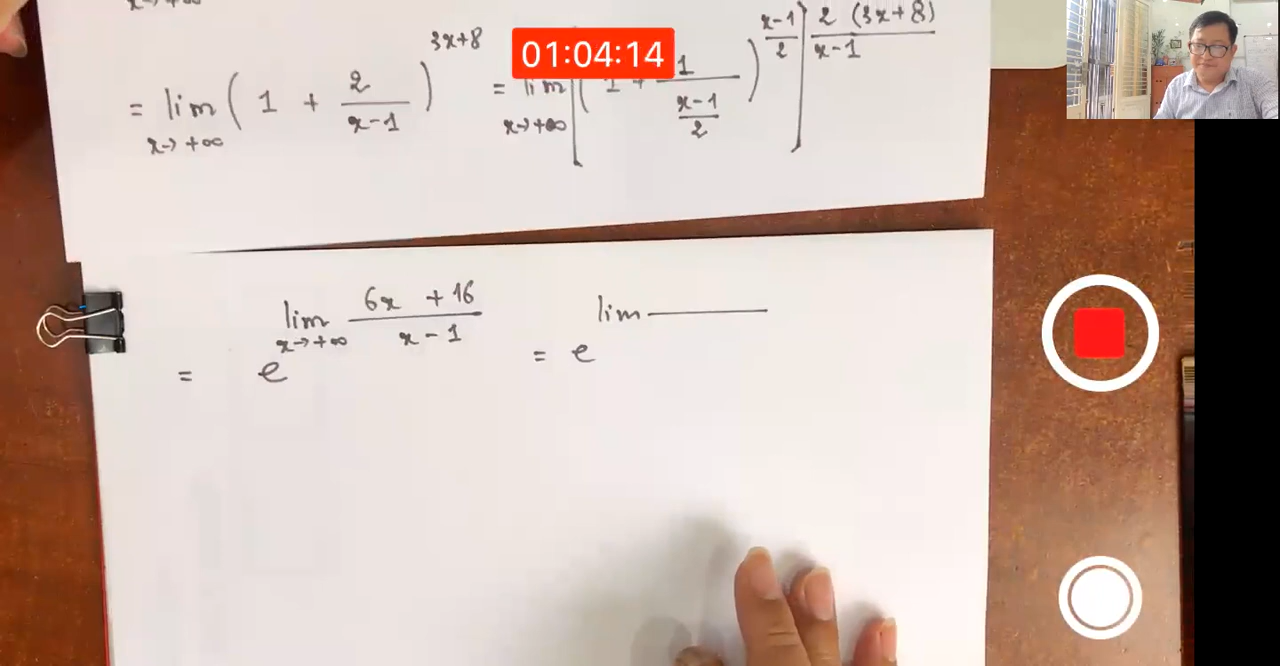 x→+∞
01:04:14
= lim x→+∞ ( 1 + 2/(x-1) )^(3x+8) = lim x→+∞ [ ( 1 + 1/((x-1)/2) )^((x-1)/2) ]^(2(3x+8)/(x-1))
= e^(lim x→+∞ (6x+16)/(x-1)) = e^(lim ——)